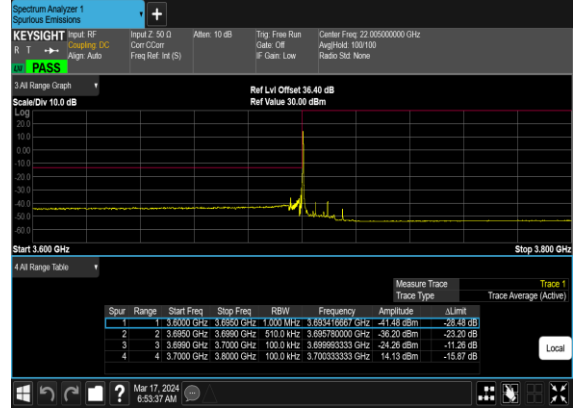 Spectrum Analyzer 1
Spurious Emissions
KEYSIGHT Input: RF Input Z: 50 Ω Atten: 10 dB Trig: Free Run Center Freq: 22.005000000 GHz
R T Coupling: DC Corr CCorr Gate: Off Avg|Hold: 100/100
Align: Auto Freq Ref: Int (S) IF Gain: Low Radio Std: None
PASS
3 All Range Graph
Ref Lvl Offset 36.40 dB
Scale/Div 10.0 dB Ref Value 30.00 dBm
Log
20.0
10.0
0.00
-10.0
-20.0
-30.0
-40.0
-50.0
-60.0
Start 3.600 GHz Stop 3.800 GHz
4 All Range Table
Measure Trace Trace 1
Trace Type Trace Average (Active)
Spur Range Start Freq Stop Freq RBW Frequency Amplitude ΔLimit
1 1 3.6000 GHz 3.6950 GHz 1.000 MHz 3.693416667 GHz -41.48 dBm -28.48 dB
2 2 3.6950 GHz 3.6990 GHz 510.0 kHz 3.695780000 GHz -36.20 dBm -23.20 dB
3 3 3.6990 GHz 3.7000 GHz 100.0 kHz 3.699993333 GHz -24.26 dBm -11.26 dB
4 4 3.7000 GHz 3.8000 GHz 100.0 kHz 3.700333333 GHz 14.13 dBm -15.87 dB
Local
Mar 17, 2024
6:53:37 AM